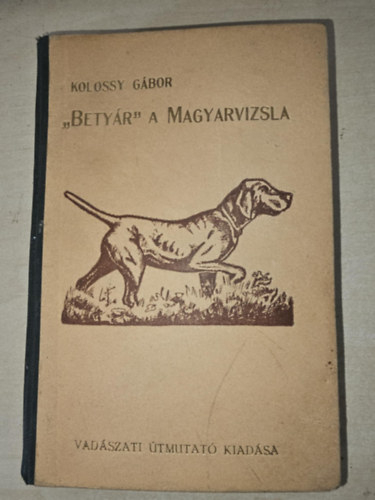 KOLOSSY GÁBOR
„BETYÁR" A MAGYARVIZSLA
VADÁSZATI ÚTMUTATÓ KIADÁSA